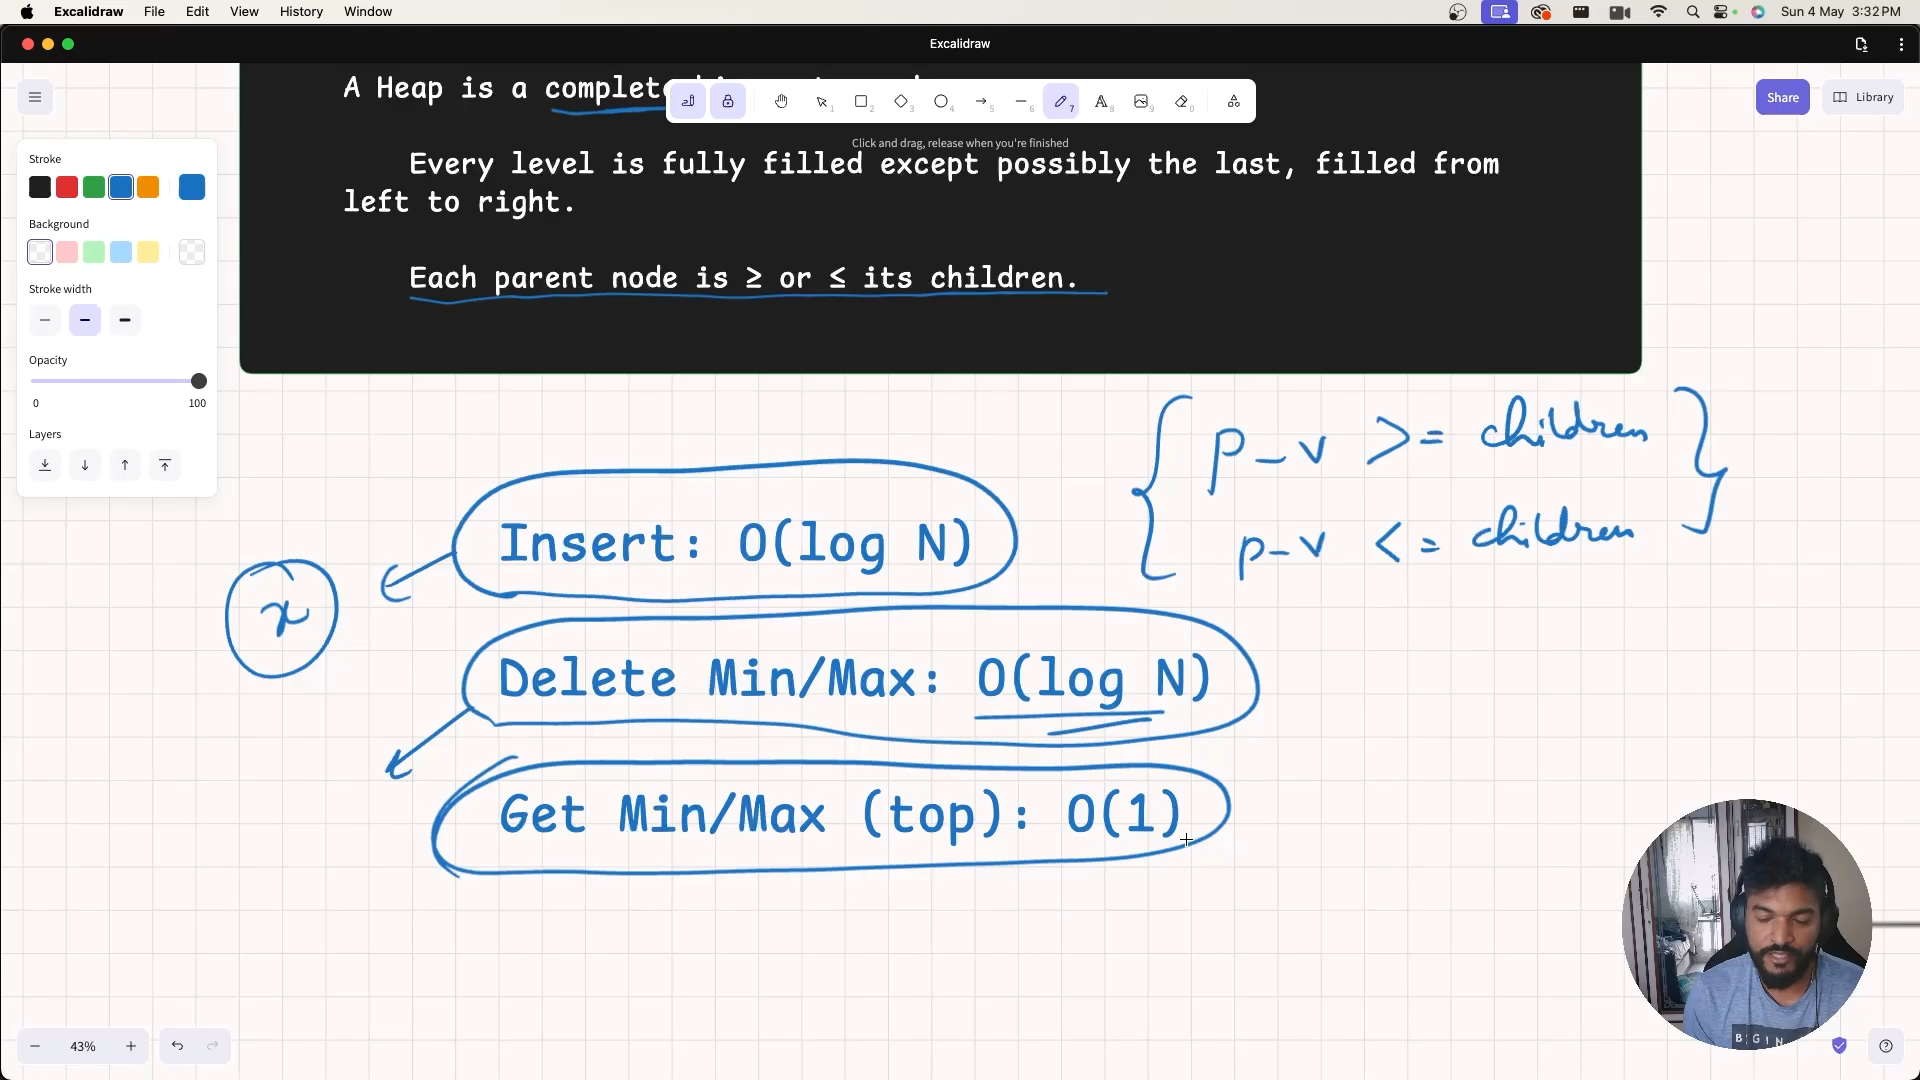 Excalidraw File Edit View History Window Sun 4 May 3:32 PM
Excalidraw
A Heap is a complete
Share Library
Click and drag, release when you're finished
Every level is fully filled except possibly the last, filled from
left to right.
Each parent node is ≥ or ≤ its children.
Stroke
Background
Stroke width
Opacity
0 100
Layers
p_v >= children
p-v <= children
Insert: O(log N)
x
Delete Min/Max: O(log N)
Get Min/Max (top): O(1)
BGIN
43%